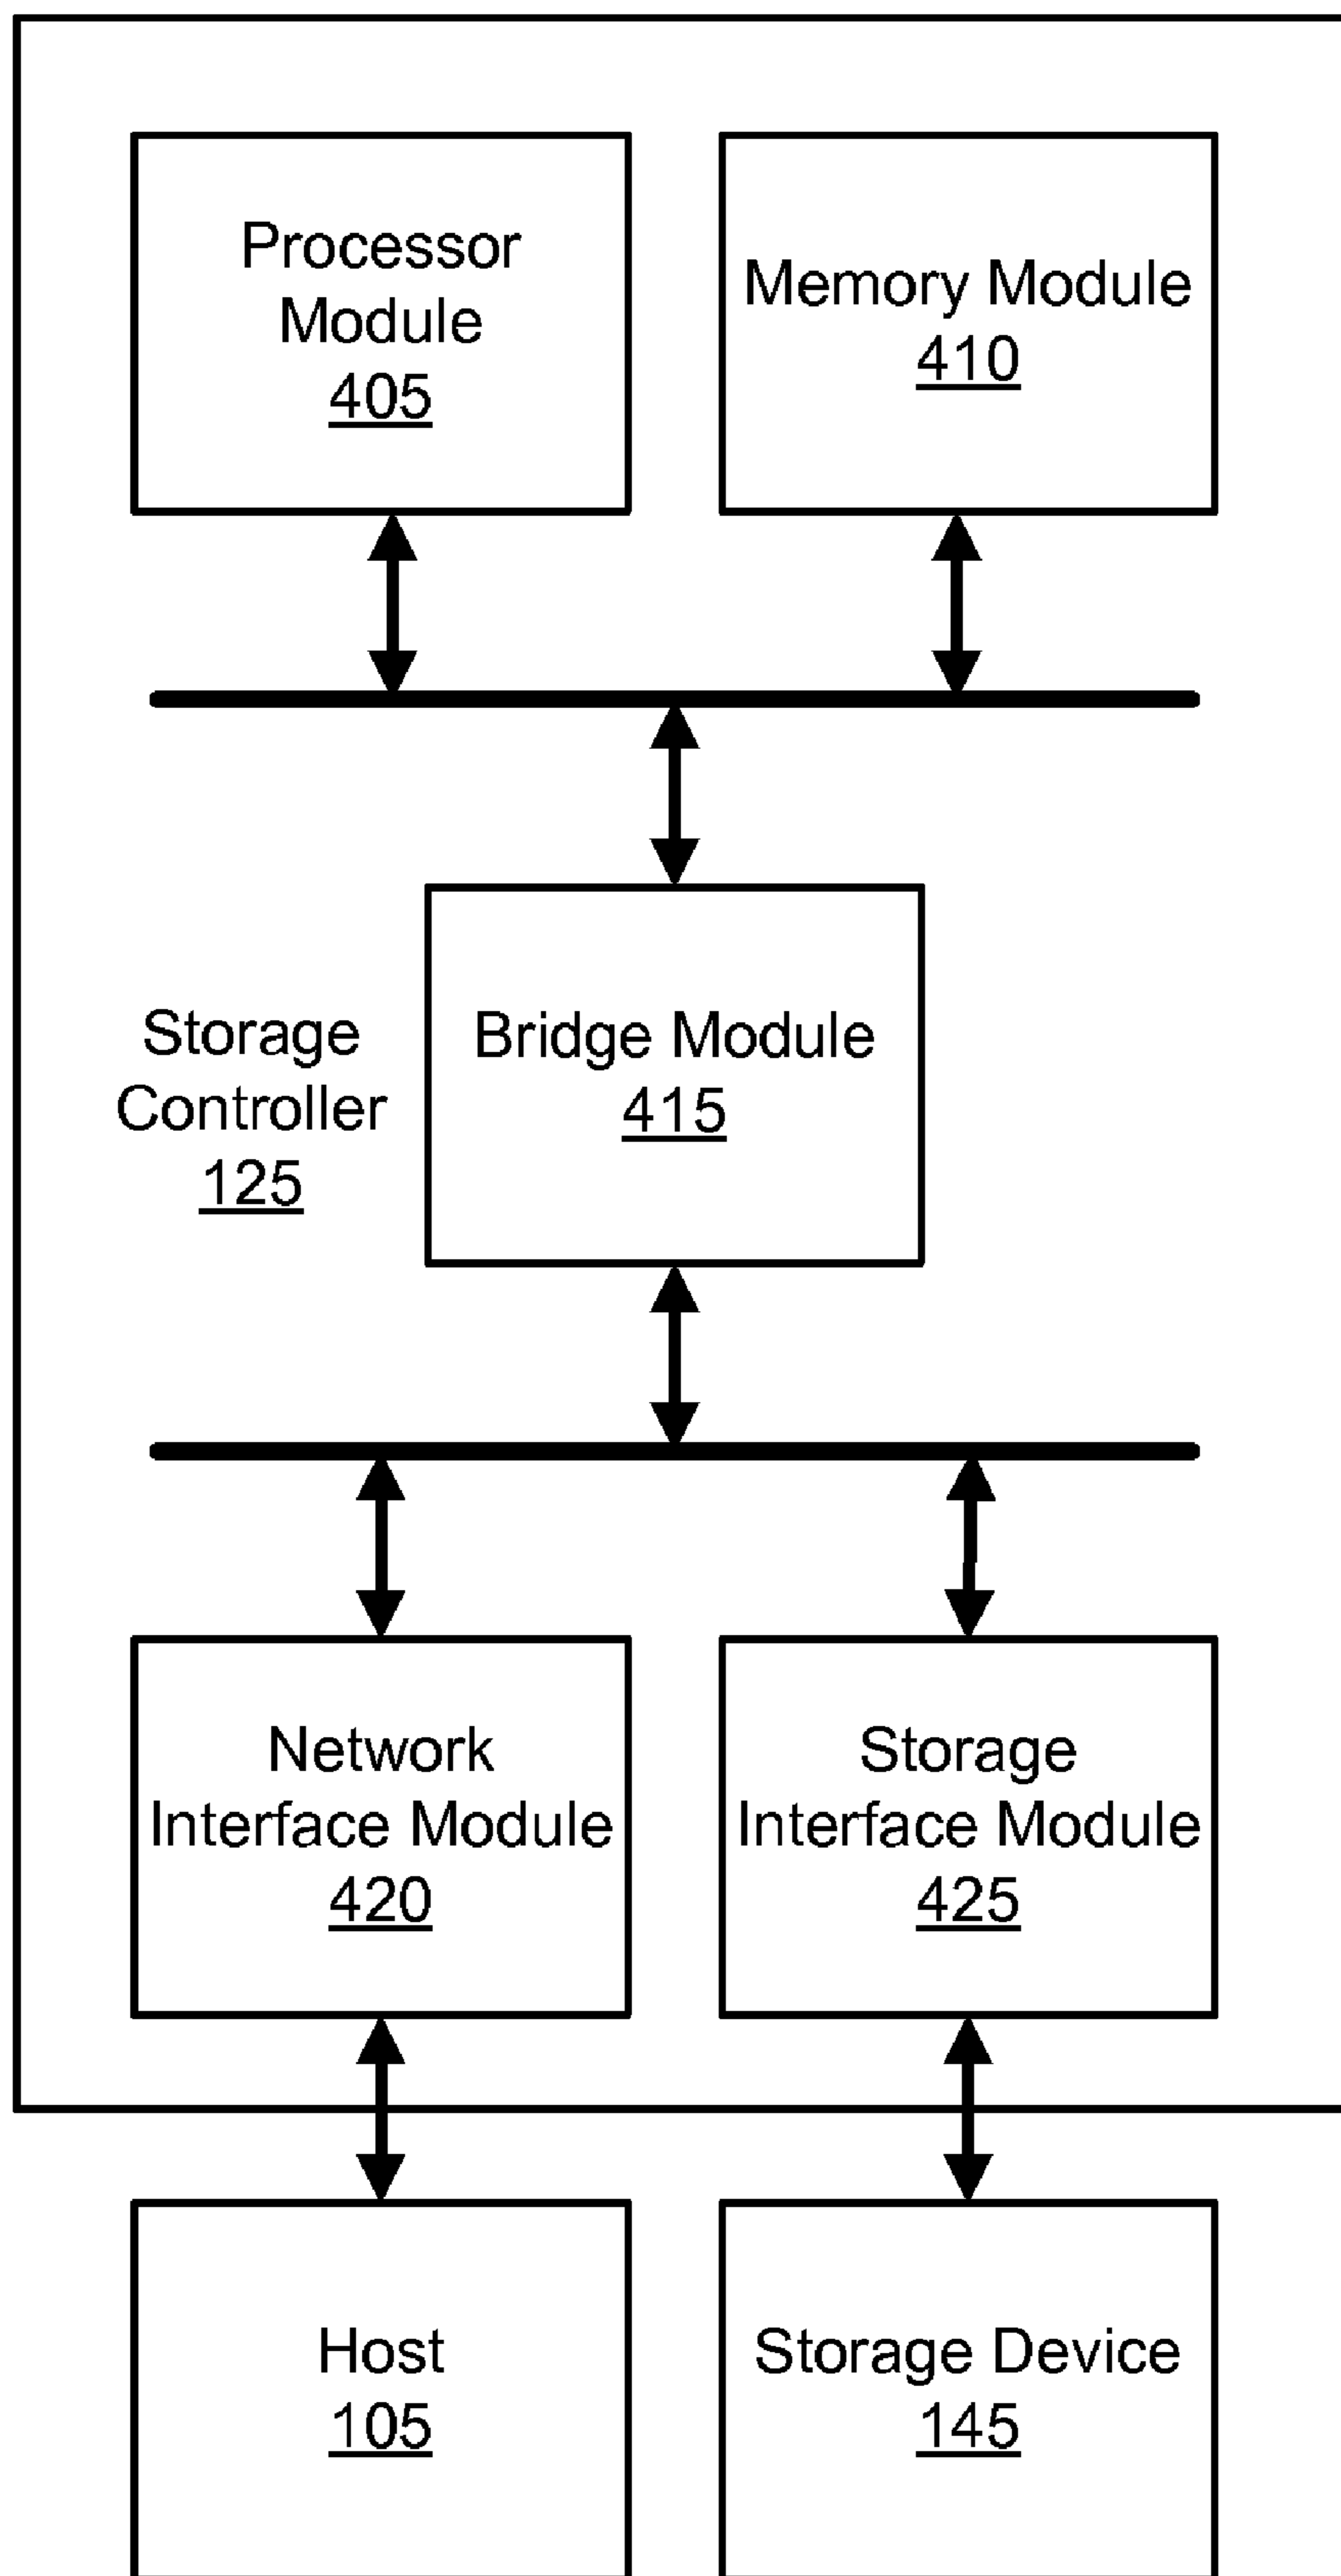 Processor
Module
405
Memory Module
410
Storage
Controller
125
Bridge Module
415
Network
Interface Module
420
Storage
Interface Module
425
Host
105
Storage Device
145